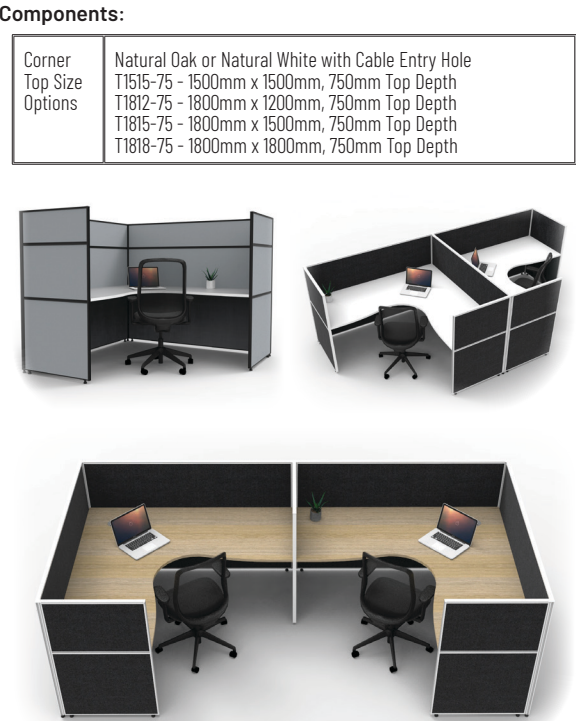 Components:
Corner Top Size Options
Natural Oak or Natural White with Cable Entry Hole
T1515-75 - 1500mm x 1500mm, 750mm Top Depth
T1812-75 - 1800mm x 1200mm, 750mm Top Depth
T1815-75 - 1800mm x 1500mm, 750mm Top Depth
T1818-75 - 1800mm x 1800mm, 750mm Top Depth